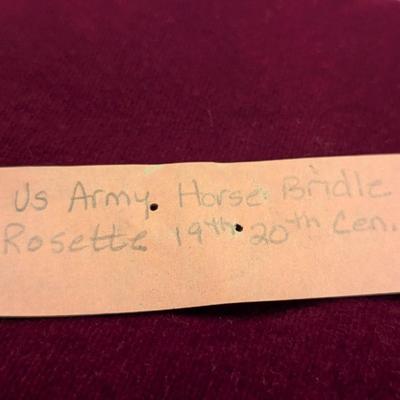 Us Army Horse Bridle
Rosette 19th 20th Cen.